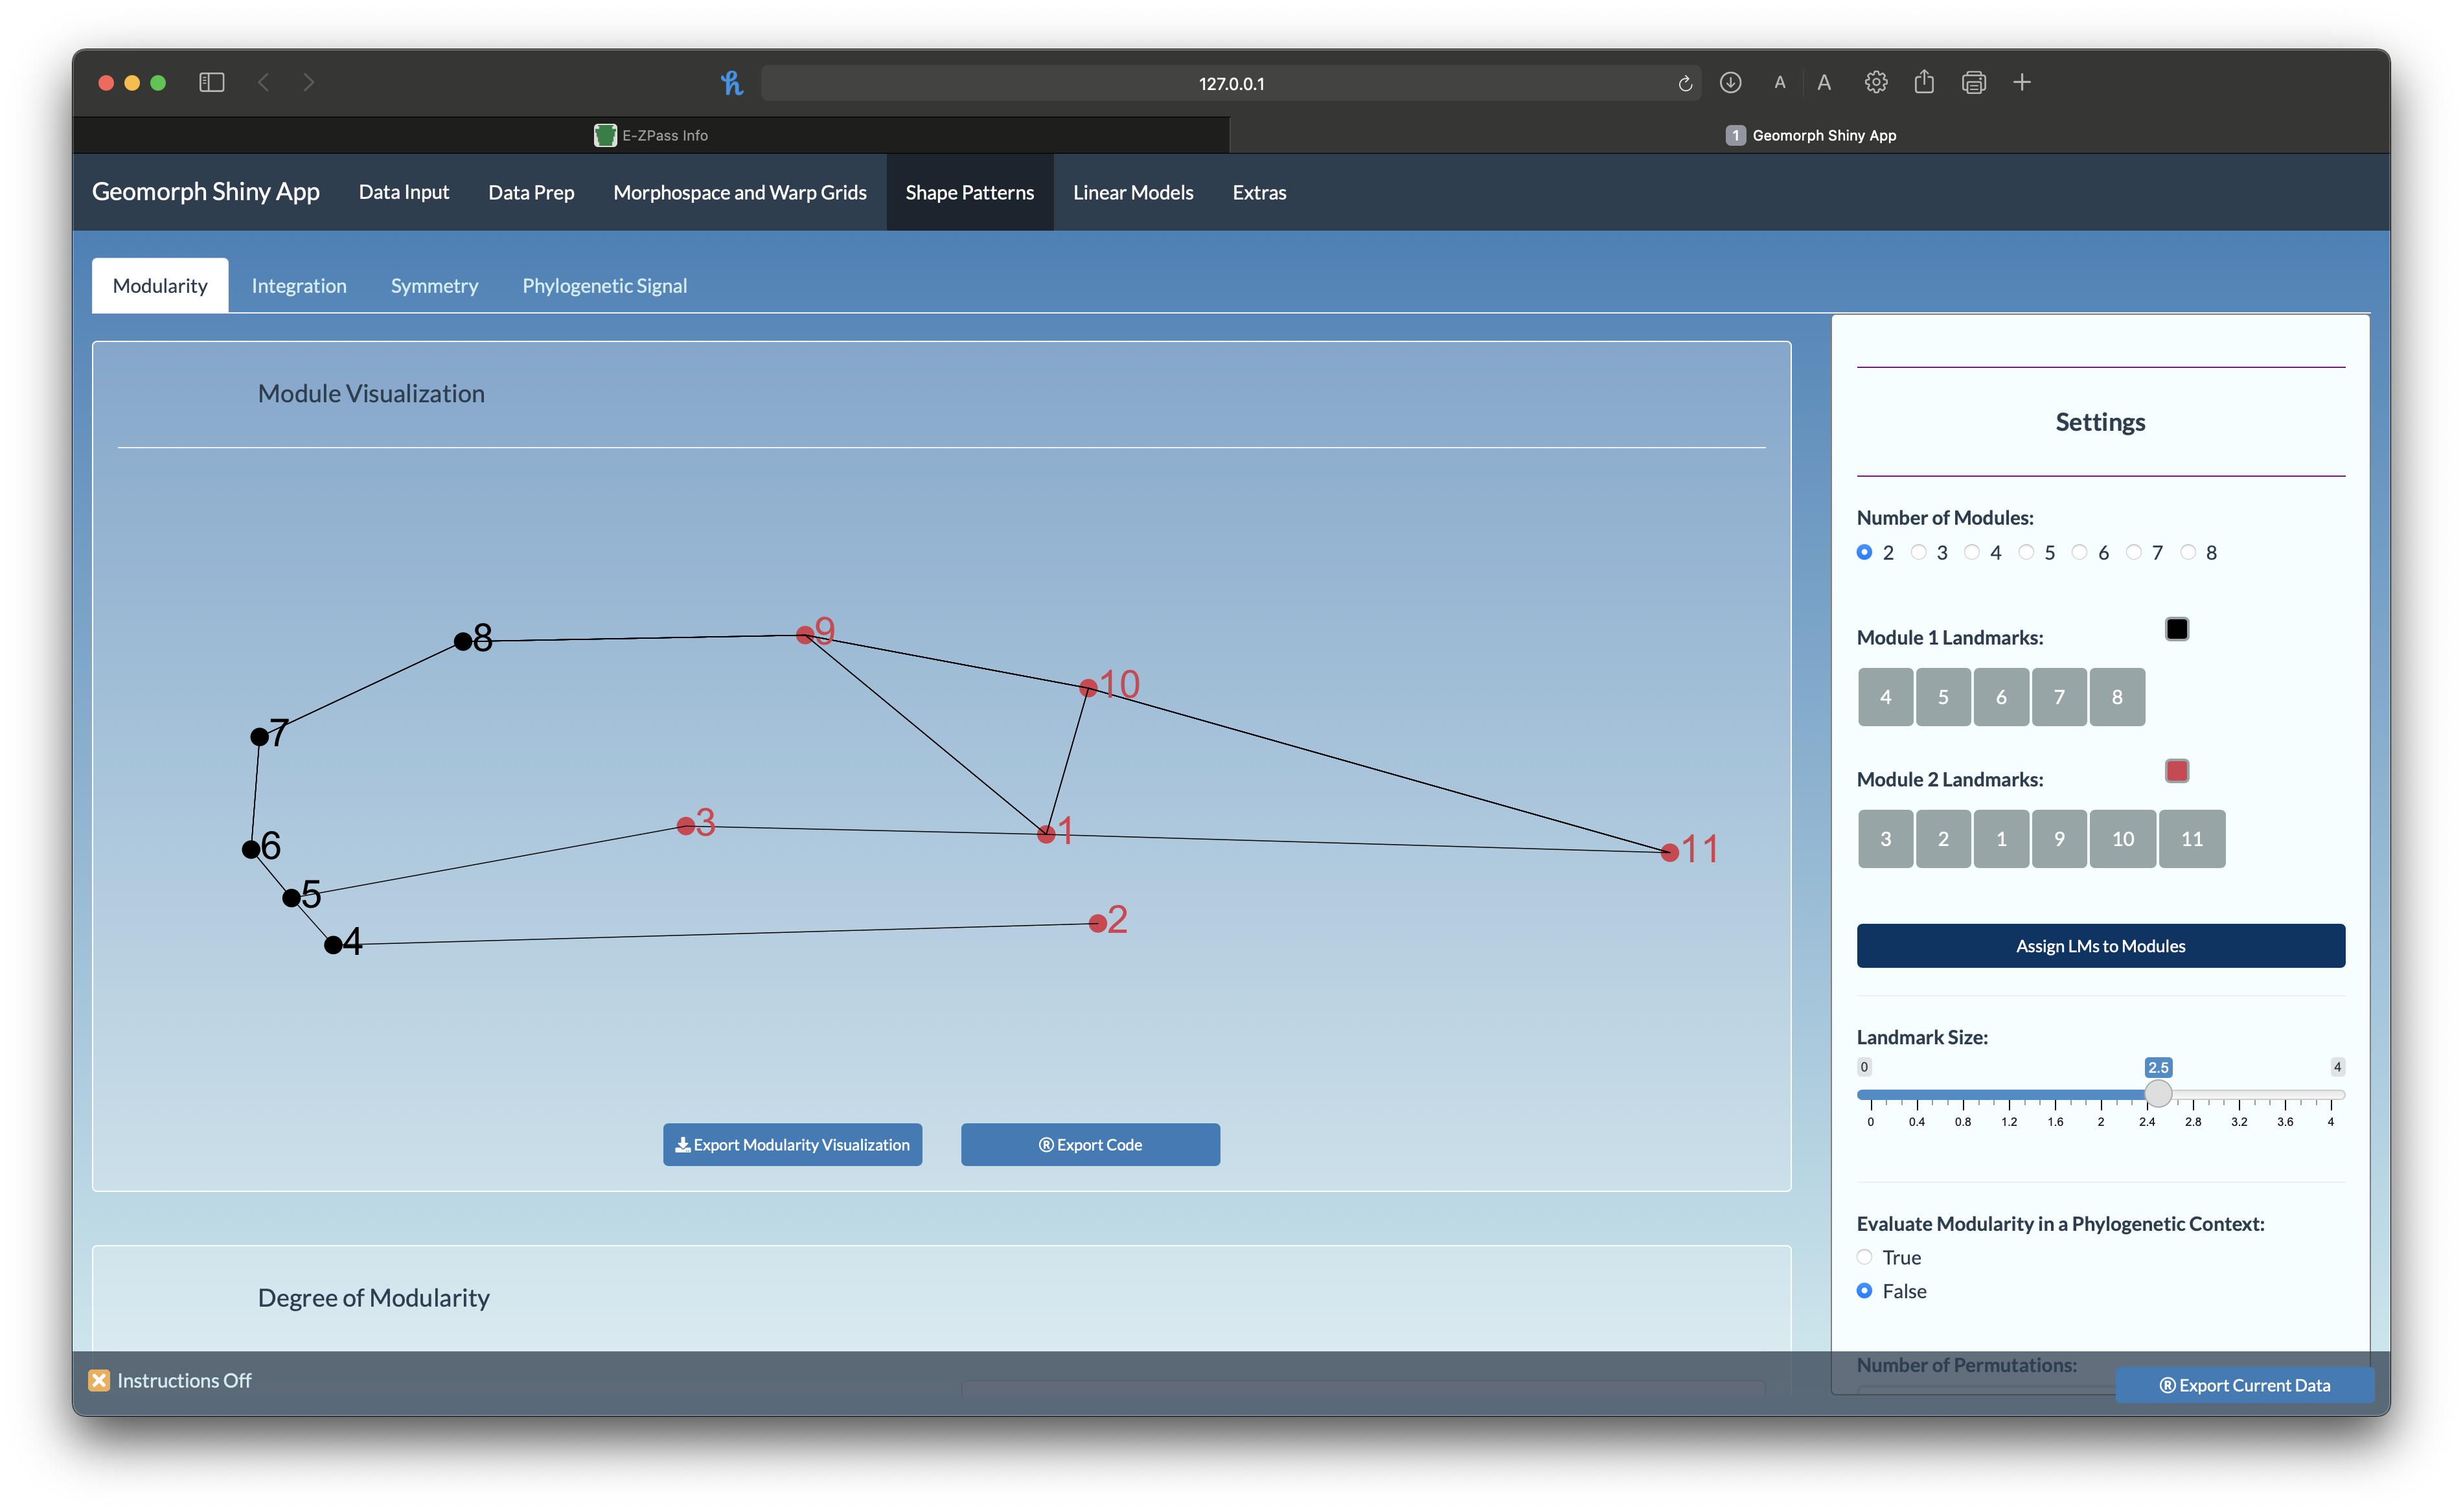 127.0.0.1
A A
E-ZPass Info
1 Geomorph Shiny App
Geomorph Shiny App Data Input Data Prep Morphospace and Warp Grids Shape Patterns Linear Models Extras
Modularity Integration Symmetry Phylogenetic Signal
Module Visualization
8
9
10
7
3
1
6
11
5
2
4
Export Modularity Visualization
® Export Code
Degree of Modularity
Settings
Number of Modules:
2 3 4 5 6 7 8
Module 1 Landmarks:
4 5 6 7 8
Module 2 Landmarks:
3 2 1 9 10 11
Assign LMs to Modules
Landmark Size:
0 2.5 4
0 0.4 0.8 1.2 1.6 2 2.4 2.8 3.2 3.6 4
Evaluate Modularity in a Phylogenetic Context:
True
False
Number of Permutations:
Instructions Off
® Export Current Data